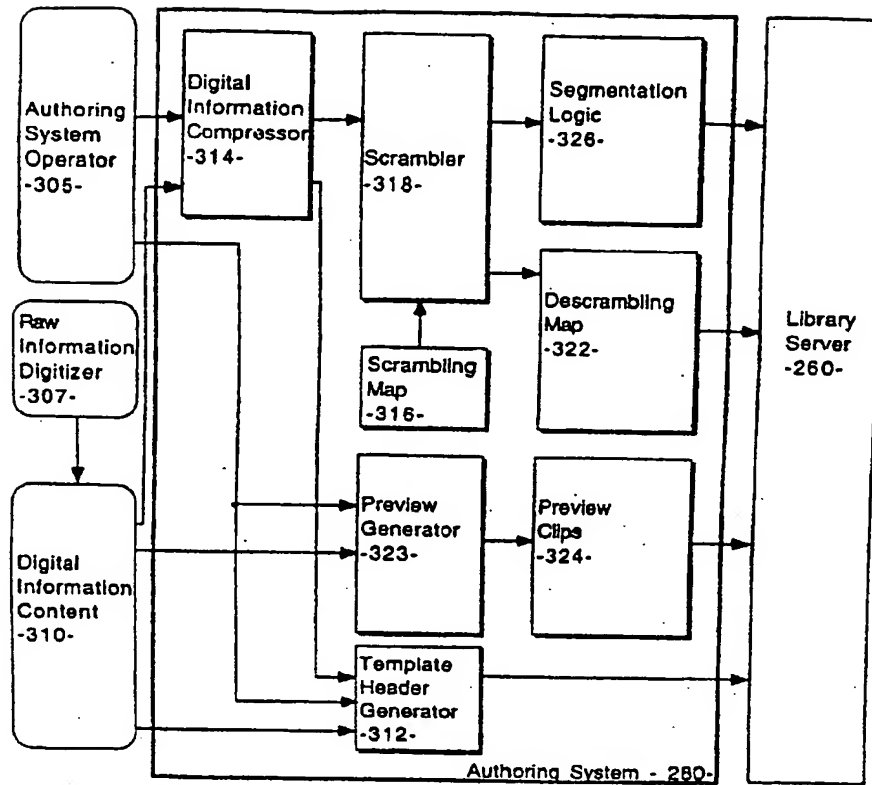 Authoring
System
Operator
-305-
Raw
Information
Digitizer
-307-
Digital
Information
Content
-310-
Digital
Information
Compressor
-314-
Scrambler
-318-
Scrambling
Map
-316-
Segmentation
Logic
-326-
Descrambling
Map
-322-
Preview
Generator
-323-
Preview
Clips
-324-
Template
Header
Generator
-312-
Authoring System - 280-
Library
Server
-260-